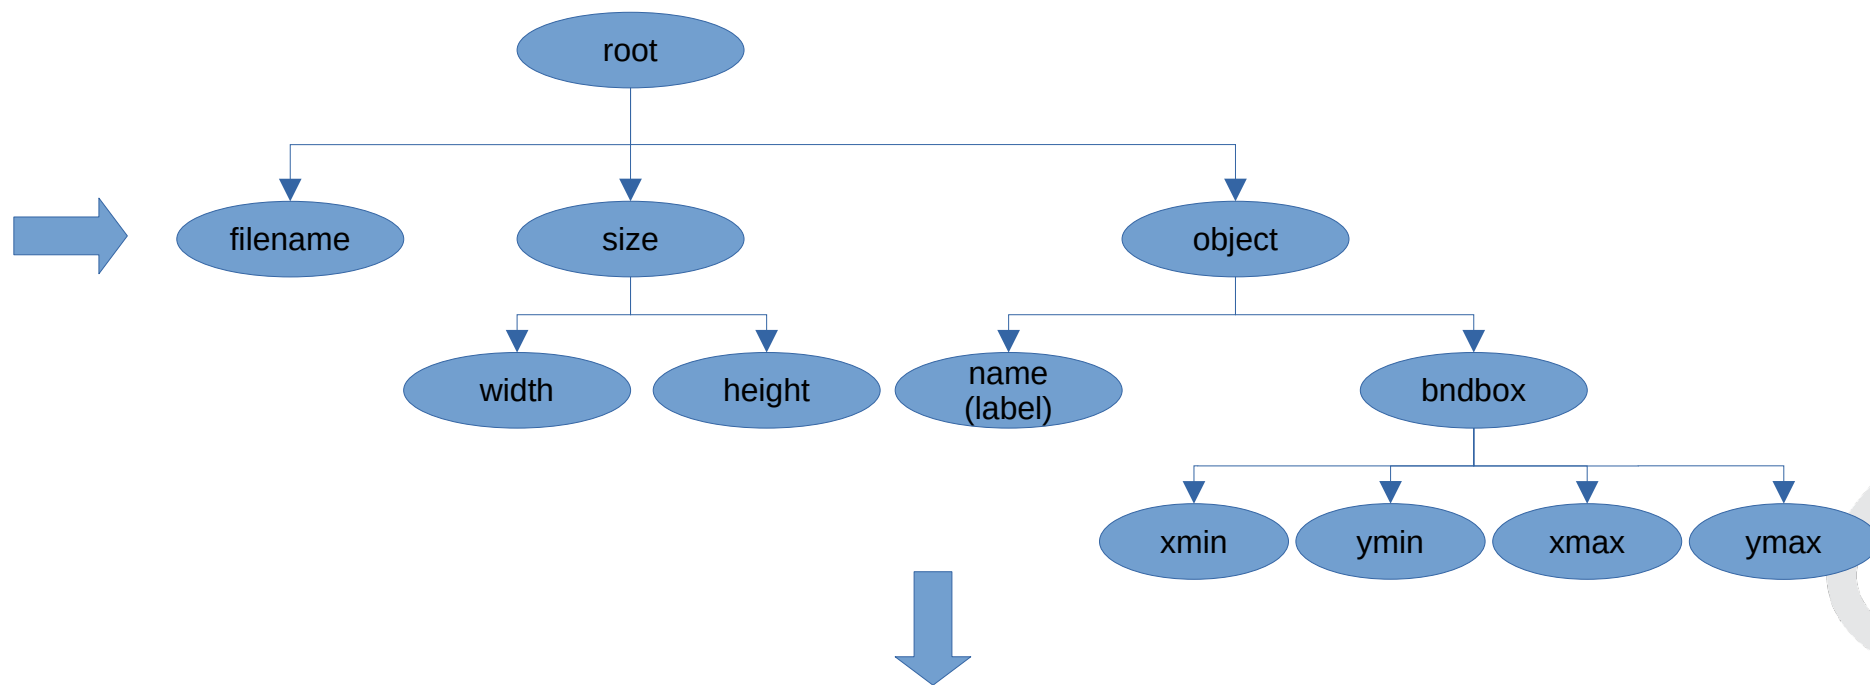 root
filename
size
object
width
height
name
(label)
bndbox
xmin
ymin
xmax
ymax